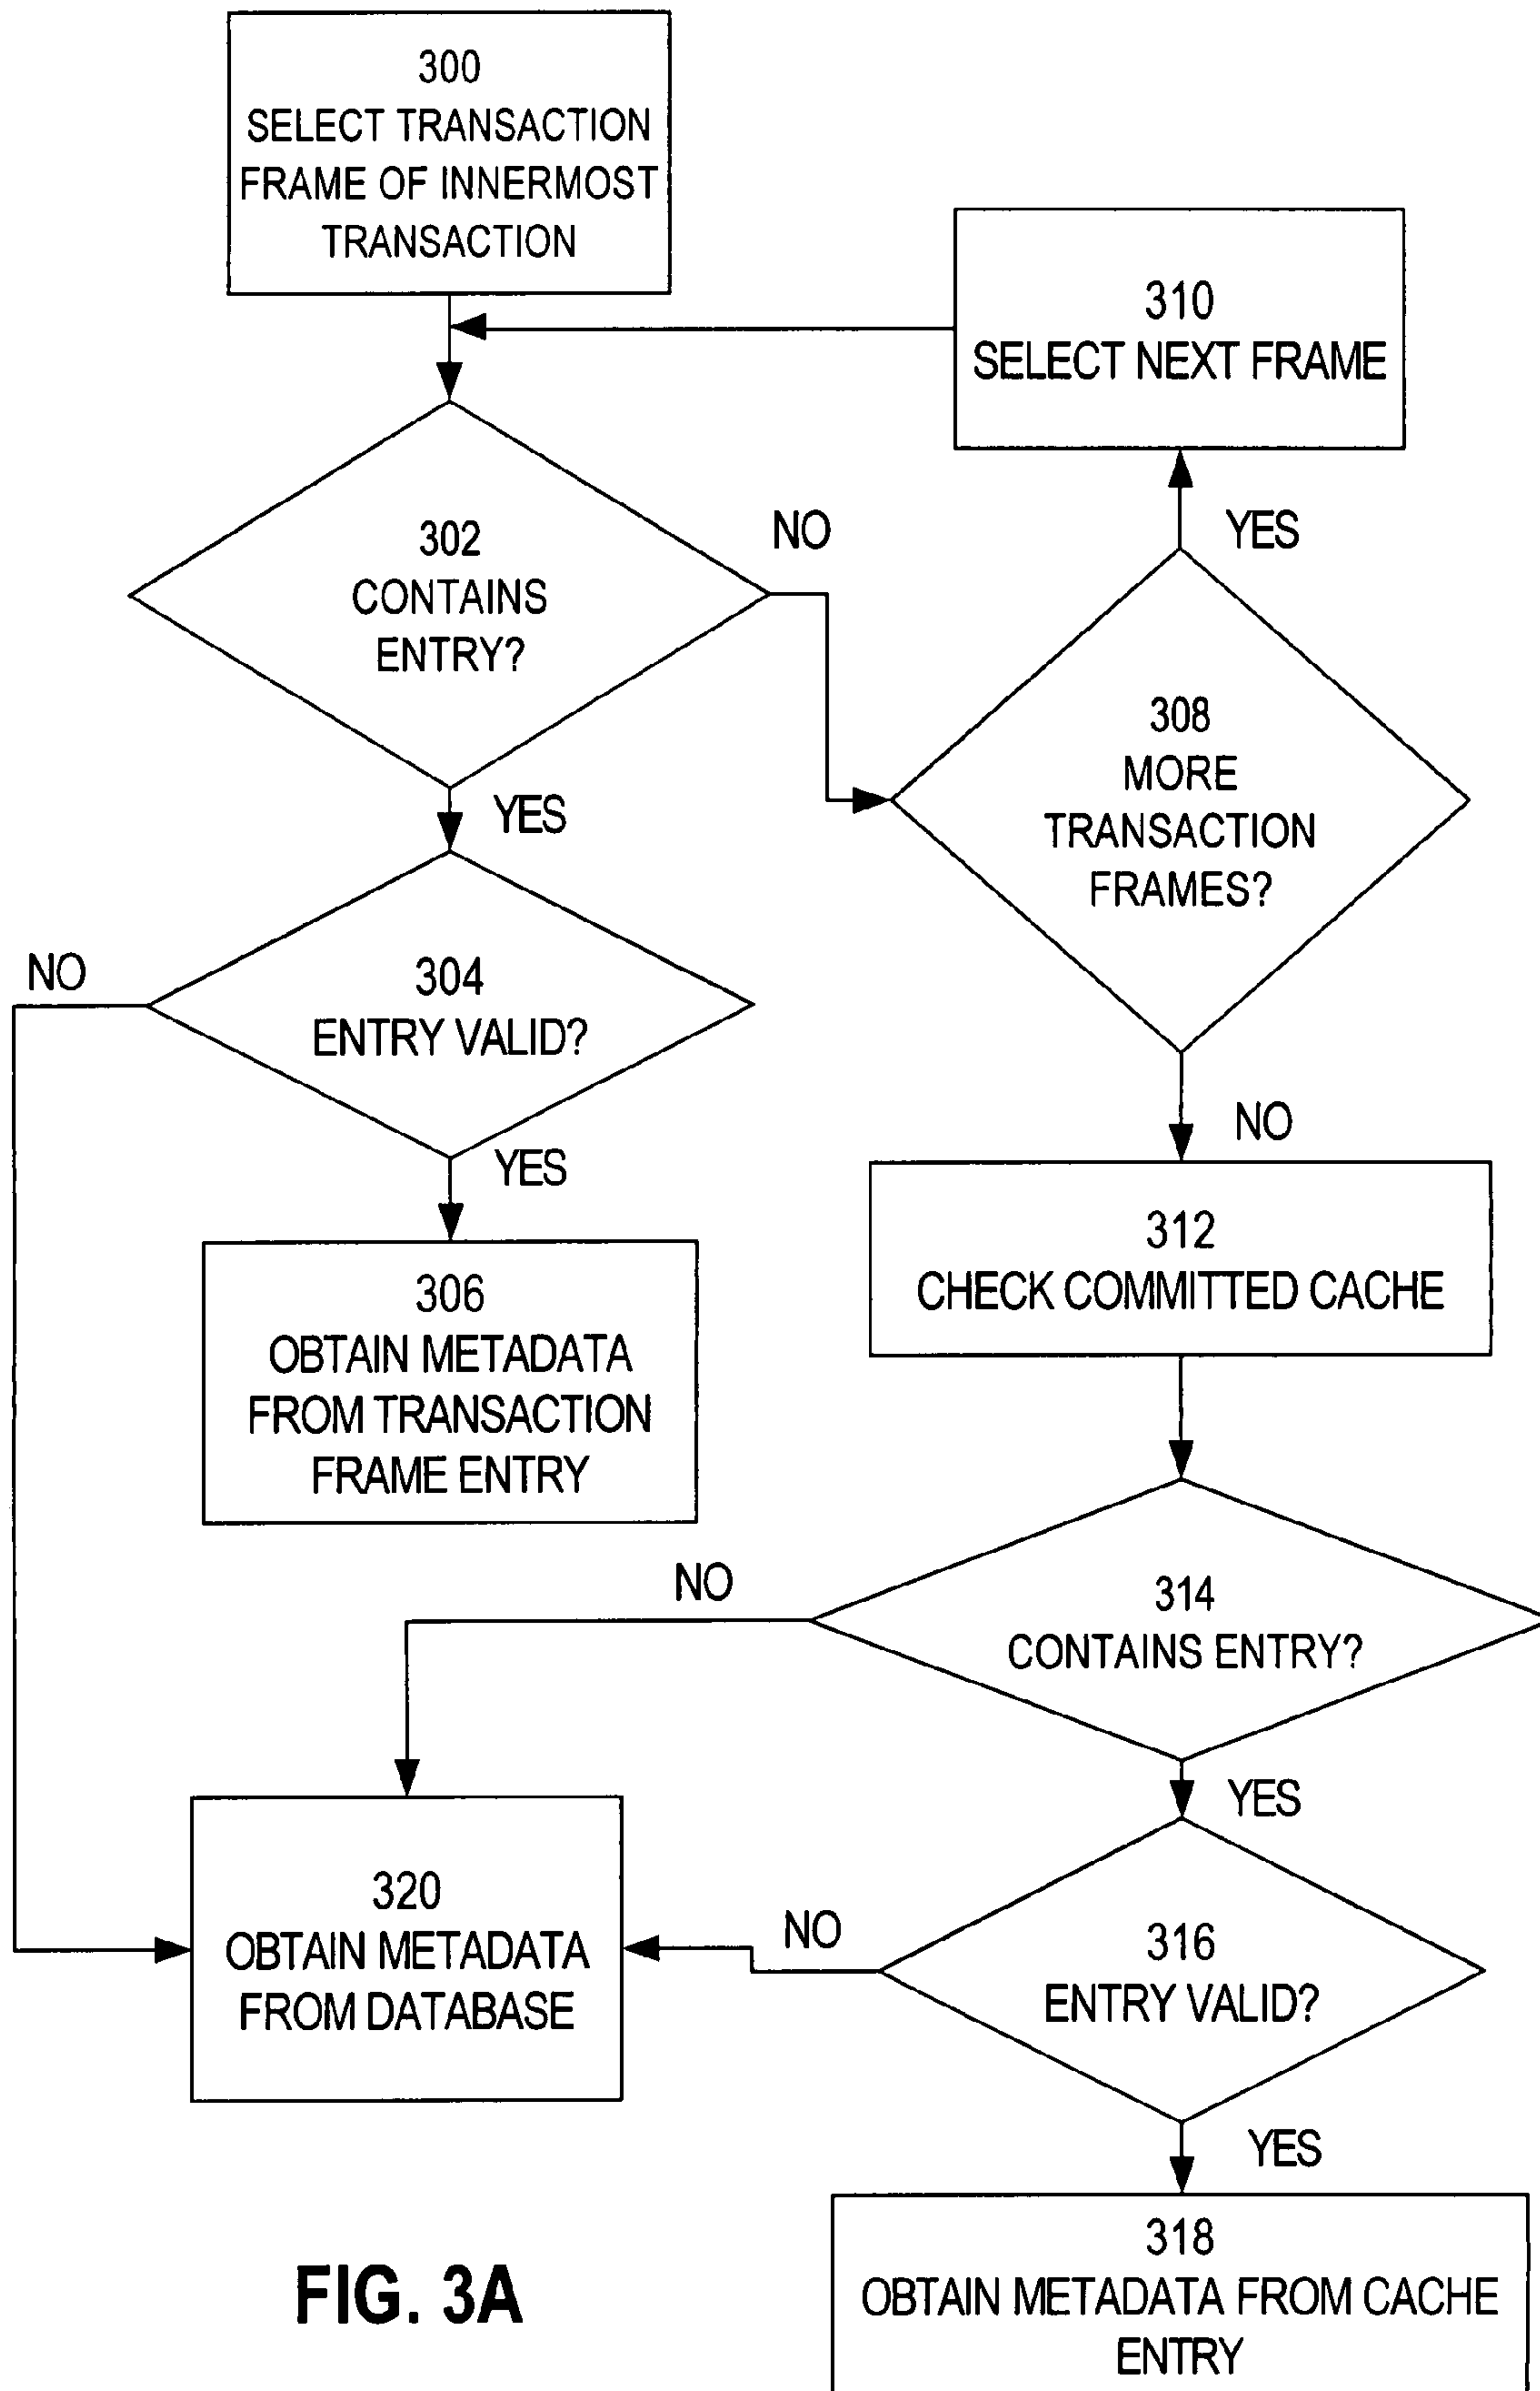 300
SELECT TRANSACTION
FRAME OF INNERMOST
TRANSACTION
310
SELECT NEXT FRAME
302
CONTAINS
ENTRY?
NO
YES
308
MORE
TRANSACTION
FRAMES?
YES
NO
304
ENTRY VALID?
NO
YES
306
OBTAIN METADATA
FROM TRANSACTION
FRAME ENTRY
312
CHECK COMMITTED CACHE
314
CONTAINS ENTRY?
NO
YES
320
OBTAIN METADATA
FROM DATABASE
316
ENTRY VALID?
NO
YES
318
OBTAIN METADATA FROM CACHE
ENTRY
FIG. 3A